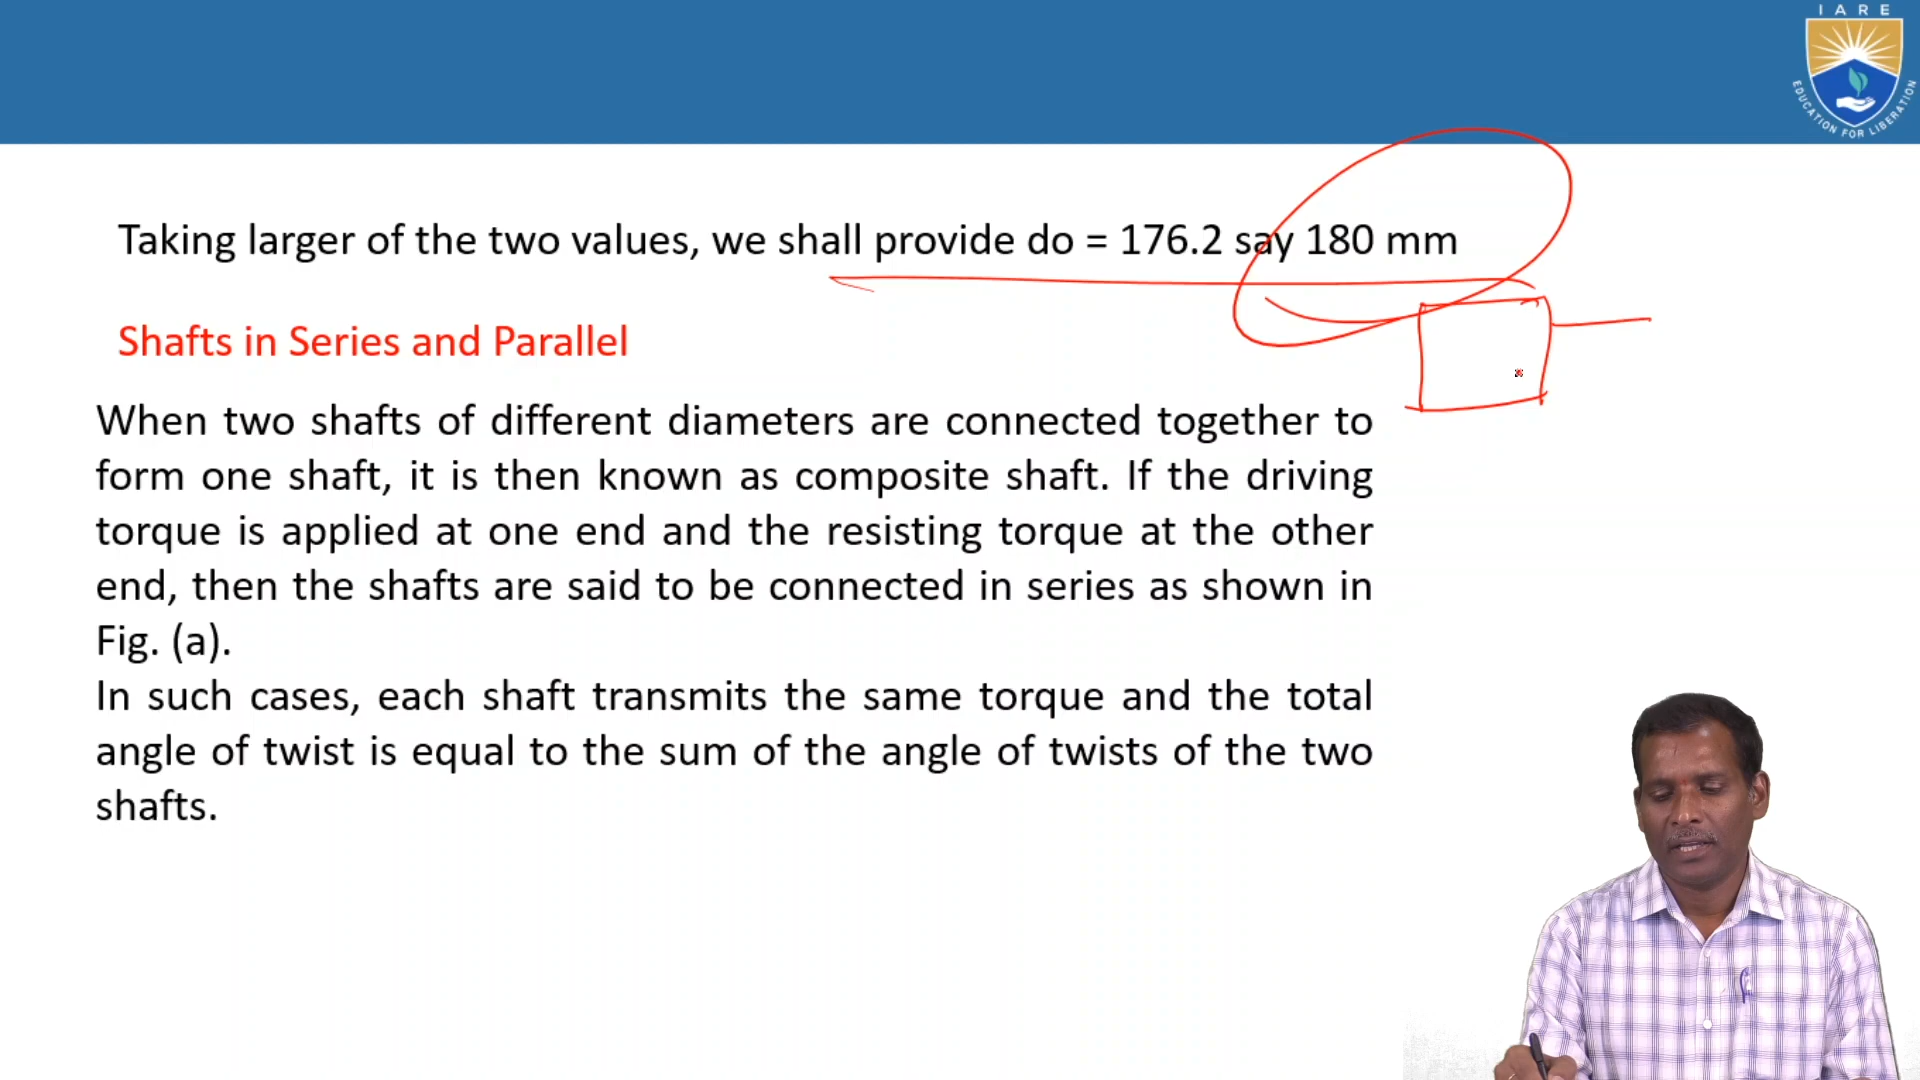 IARE
EDUCATION FOR LIBERATION
Taking larger of the two values, we shall provide do = 176.2 say 180 mm
Shafts in Series and Parallel
When two shafts of different diameters are connected together to
form one shaft, it is then known as composite shaft. If the driving
torque is applied at one end and the resisting torque at the other
end, then the shafts are said to be connected in series as shown in
Fig. (a).
In such cases, each shaft transmits the same torque and the total
angle of twist is equal to the sum of the angle of twists of the two
shafts.